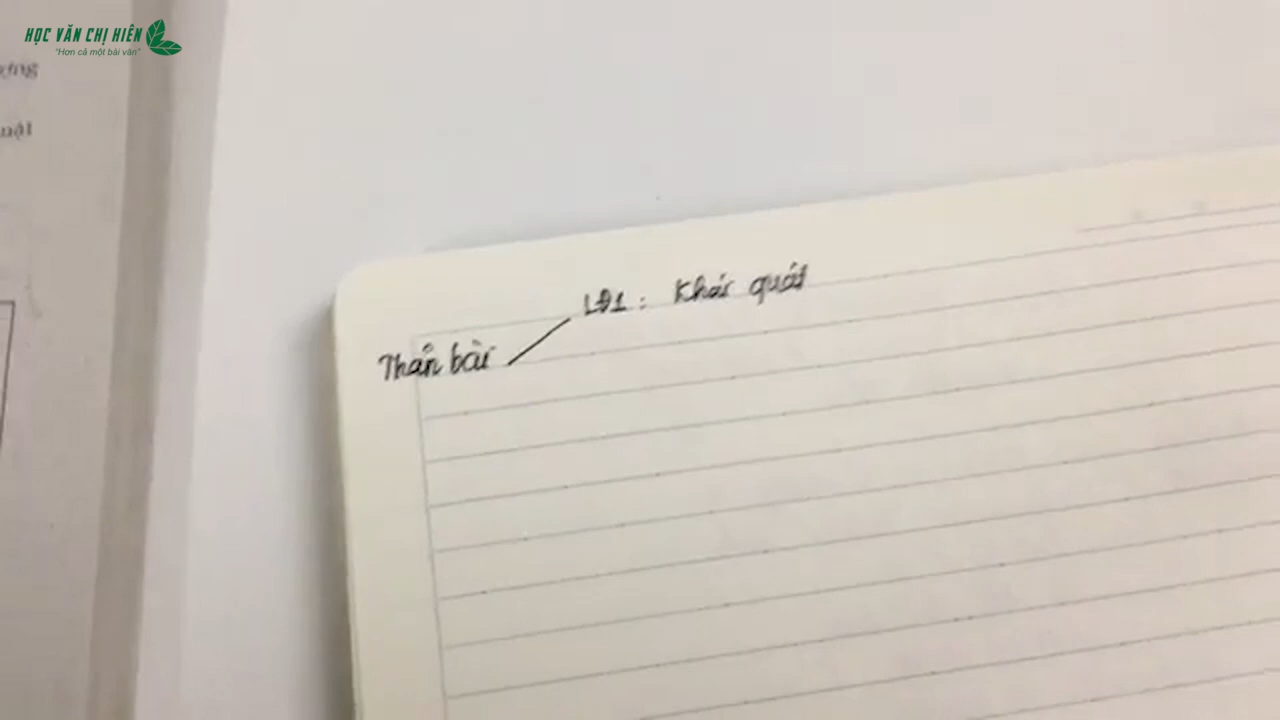 HỌC VĂN CHỊ HIÊN
"Hơn cả một bài văn"
LĐ1: Khái quát
Thân bài